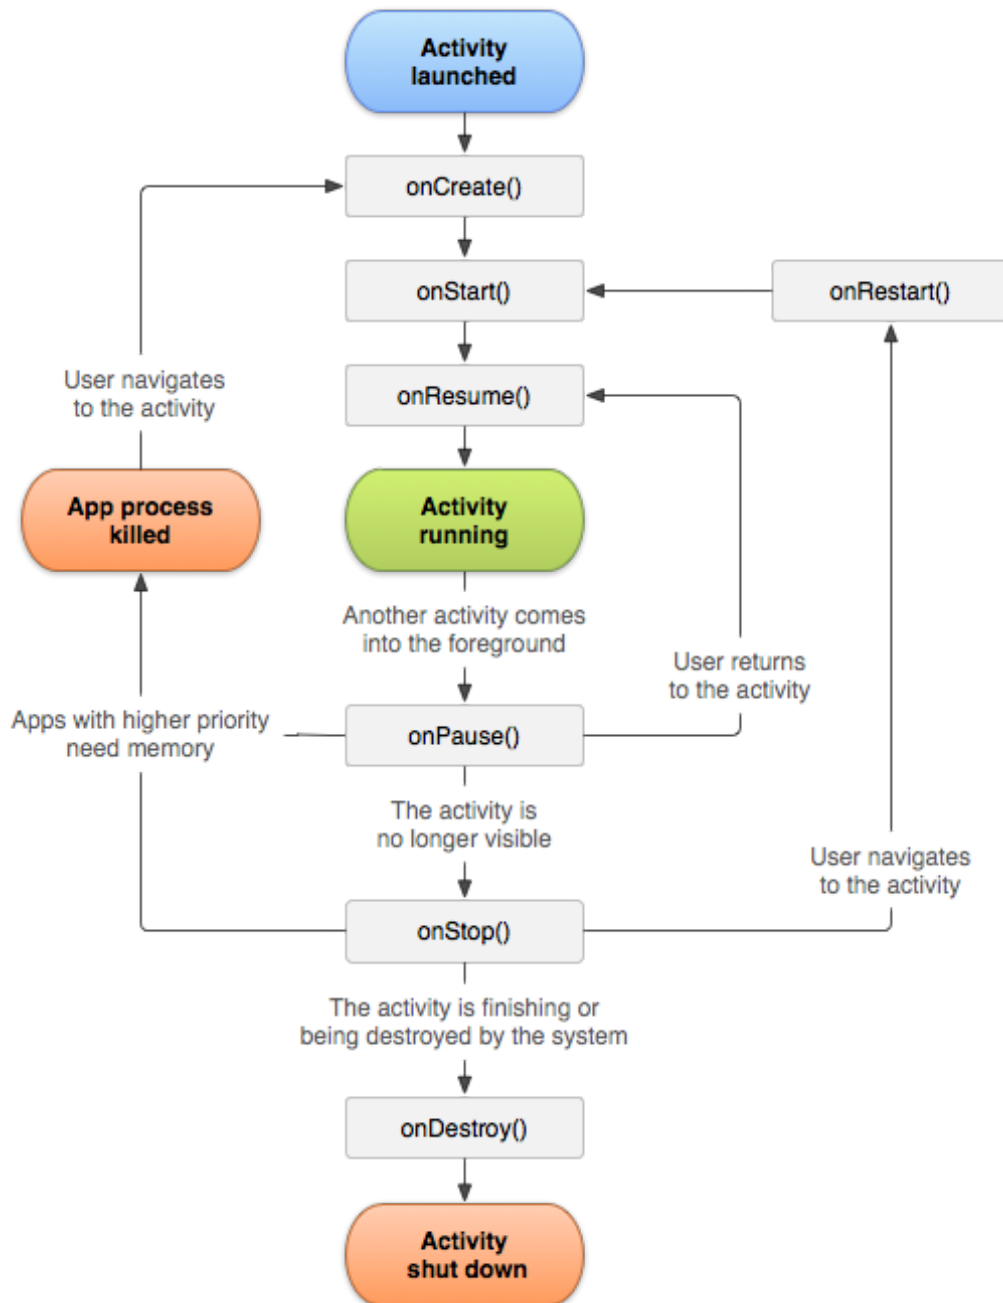 Activity
launched
onCreate()
onStart()
onRestart()
onResume()
User navigates
to the activity
App process
killed
Activity
running
Another activity comes
into the foreground
User returns
to the activity
Apps with higher priority
need memory
onPause()
The activity is
no longer visible
User navigates
to the activity
onStop()
The activity is finishing or
being destroyed by the system
onDestroy()
Activity
shut down